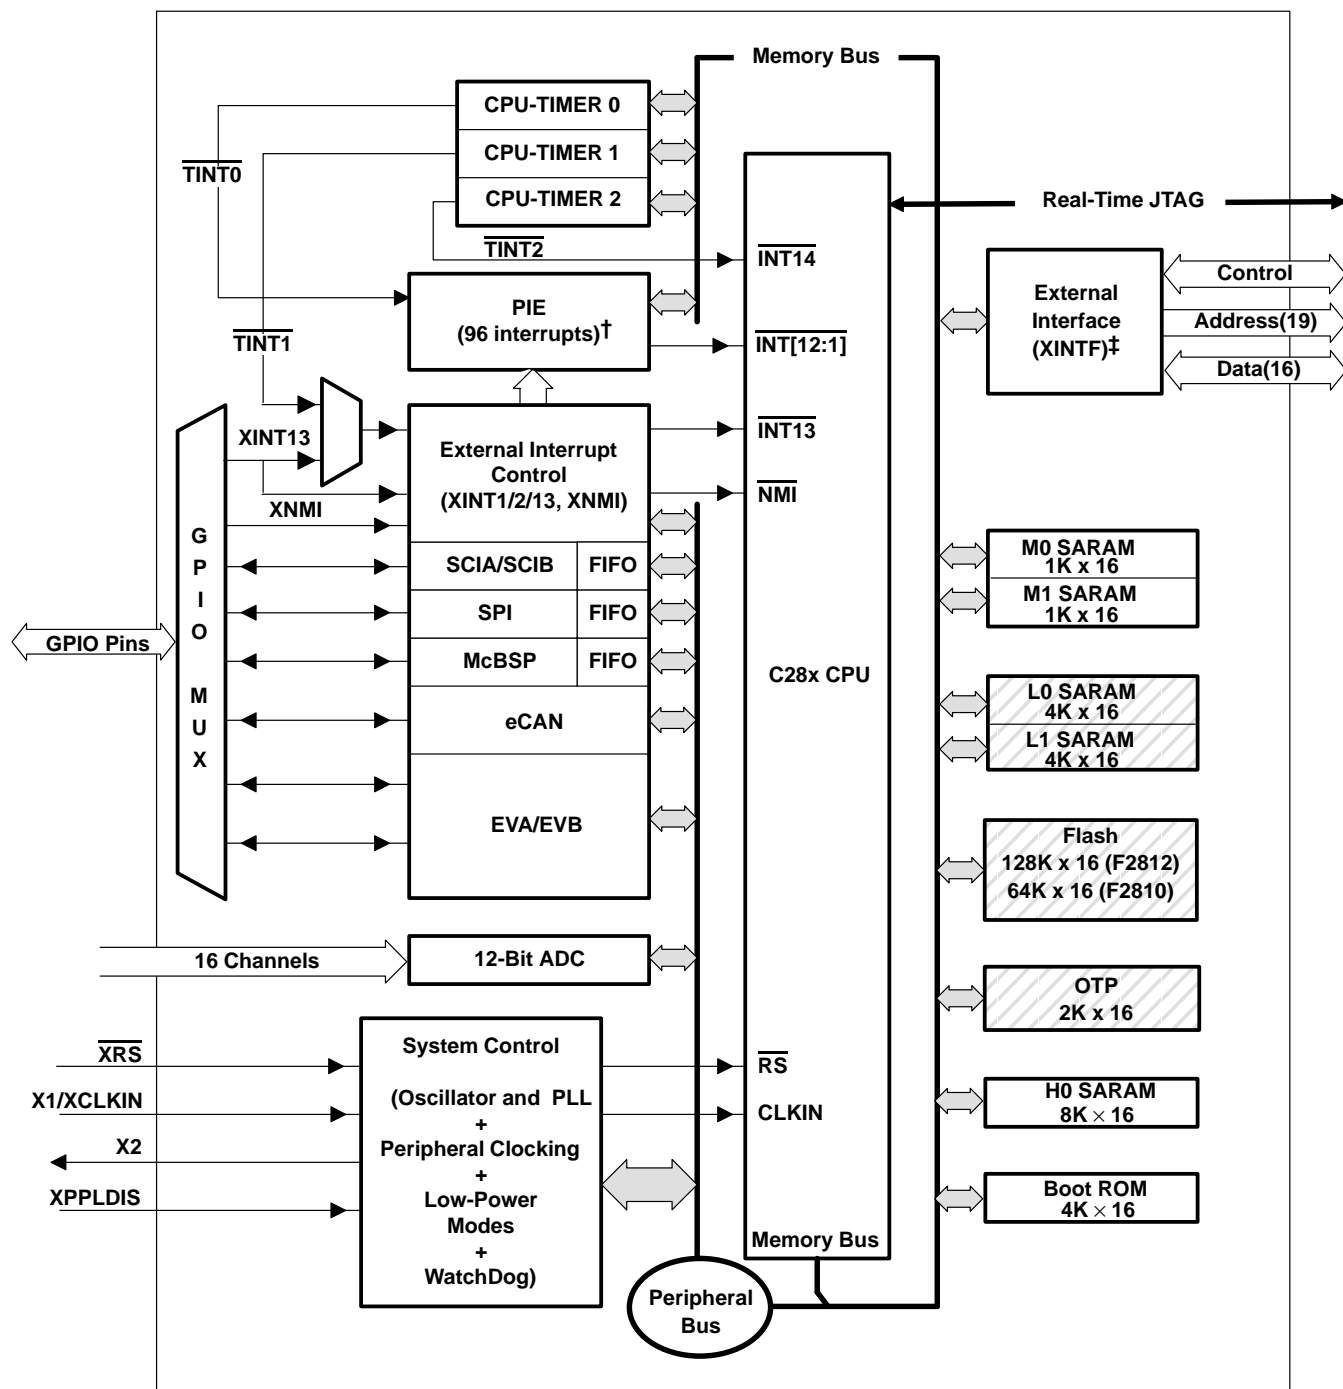 Memory Bus
CPU-TIMER 0
CPU-TIMER 1
CPU-TIMER 2
TINT0
TINT2
TINT1
INT14
Real-Time JTAG
PIE
(96 interrupts)†
INT[12:1]
External
Interface
(XINTF)‡
Control
Address(19)
Data(16)
XINT13
XNMI
External Interrupt
Control
(XINT1/2/13, XNMI)
INT13
NMI
G
P
I
O
M
U
X
GPIO Pins
SCIA/SCIB
FIFO
SPI
FIFO
McBSP
FIFO
eCAN
EVA/EVB
C28x CPU
M0 SARAM
1K x 16
M1 SARAM
1K x 16
L0 SARAM
4K x 16
L1 SARAM
4K x 16
Flash
128K x 16 (F2812)
64K x 16 (F2810)
16 Channels
12-Bit ADC
OTP
2K x 16
XRS
X1/XCLKIN
X2
XPPLDIS
System Control
(Oscillator and PLL
+
Peripheral Clocking
+
Low-Power
Modes
+
WatchDog)
RS
CLKIN
H0 SARAM
8K × 16
Boot ROM
4K × 16
Memory Bus
Peripheral
Bus